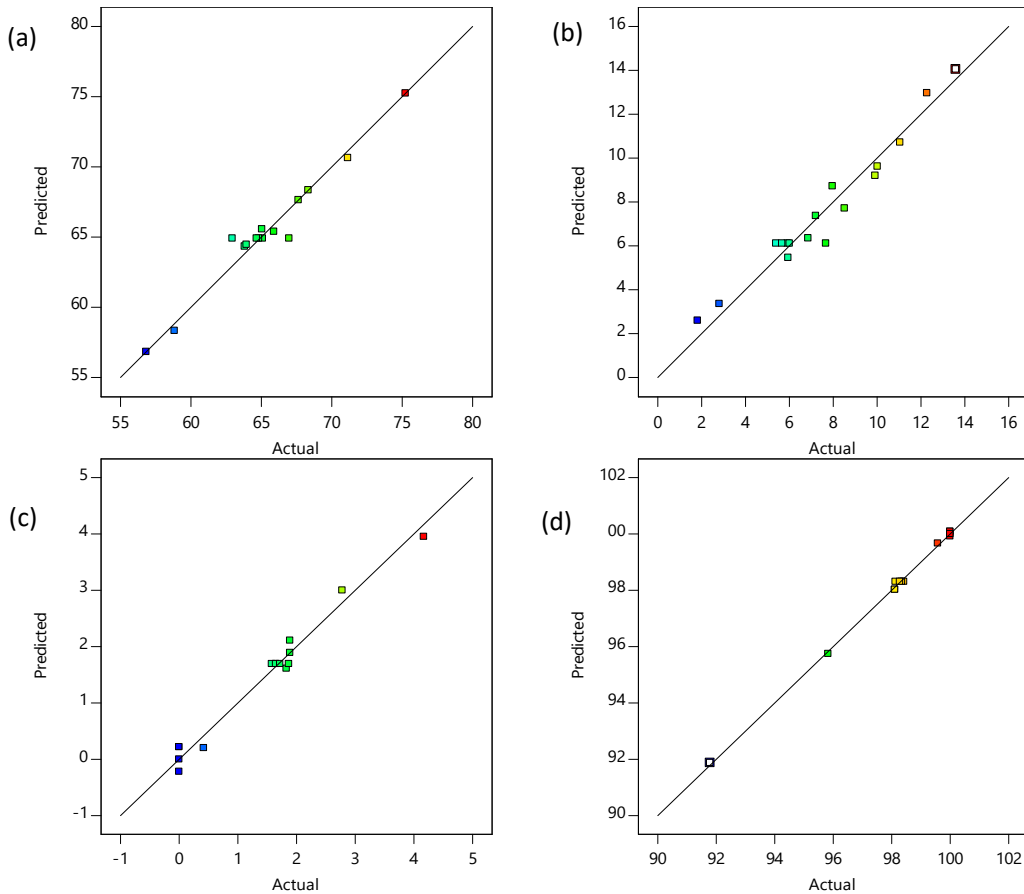 (a)
80
75
70
65
60
55
Predicted
55 60 65 70 75 80
Actual
(b)
16
14
12
10
8
6
4
2
0
Predicted
0 2 4 6 8 10 12 14 16
Actual
(c)
5
4
3
2
1
0
-1
Predicted
-1 0 1 2 3 4 5
Actual
(d)
102
00
98
96
94
92
90
Predicted
90 92 94 96 98 100 102
Actual